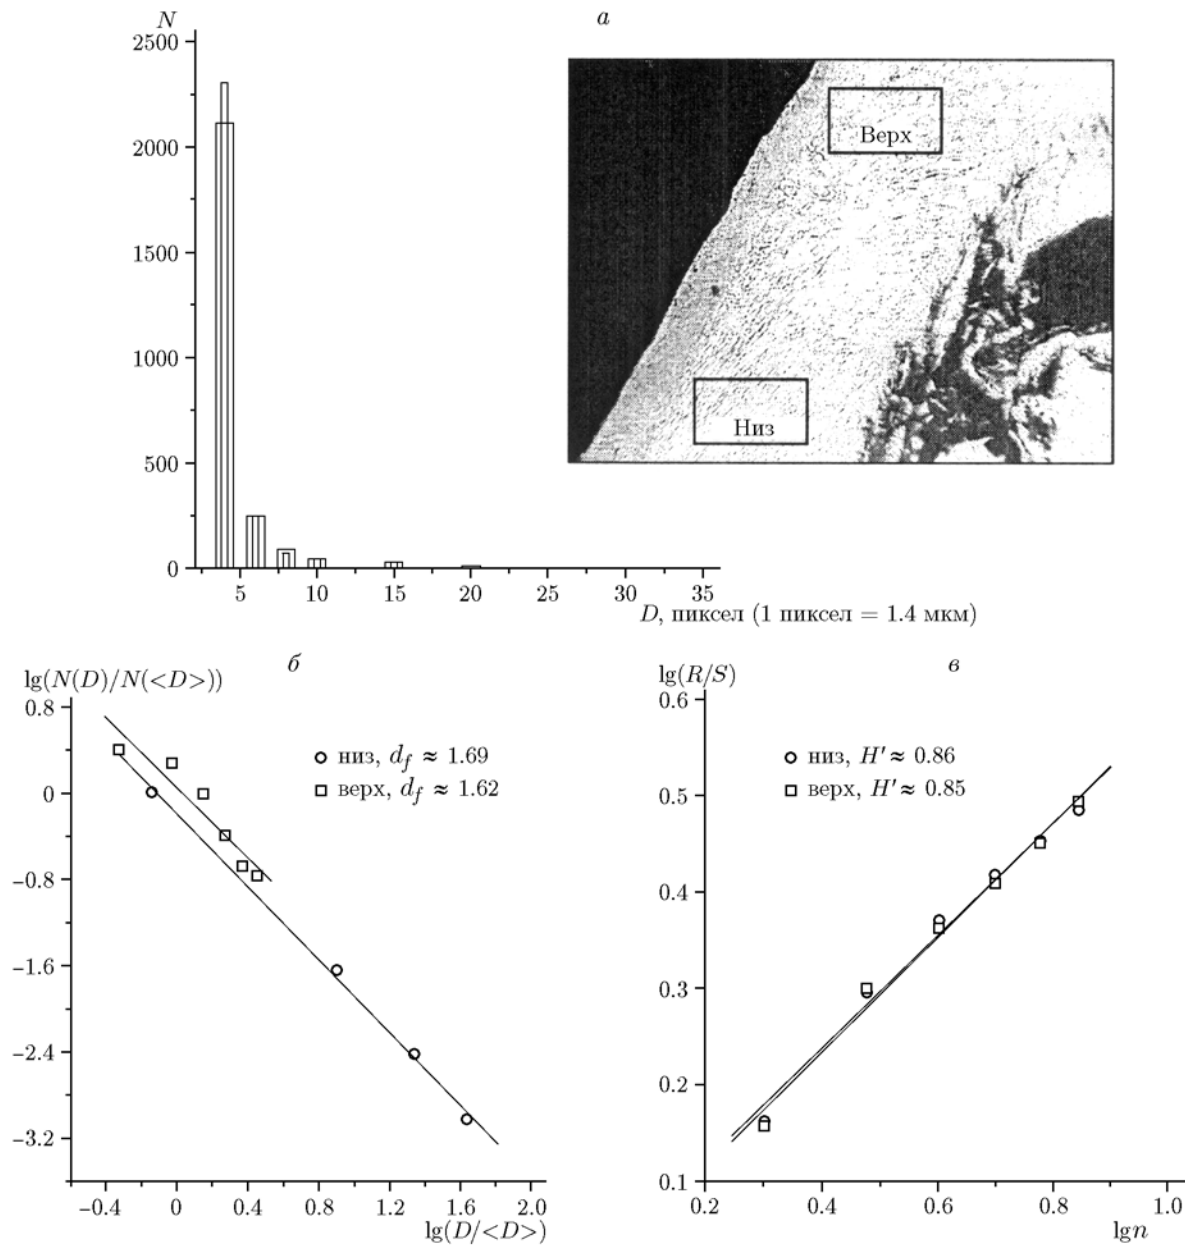 а
N
2500
2000
1500
1000
500
0
5 10 15 20 25 30 35
D, пиксел (1 пиксел = 1.4 мкм)
Верх
Низ
б
lg(N(D)/N(<D>))
0.8
0
−0.8
−1.6
−2.4
−3.2
−0.4 0 0.4 0.8 1.2 1.6 2.0
lg(D/<D>)
низ, d_f ≈ 1.69
верх, d_f ≈ 1.62
в
lg(R/S)
0.6
0.5
0.4
0.3
0.2
0.1
0.2 0.4 0.6 0.8 1.0
lgn
низ, H′ ≈ 0.86
верх, H′ ≈ 0.85